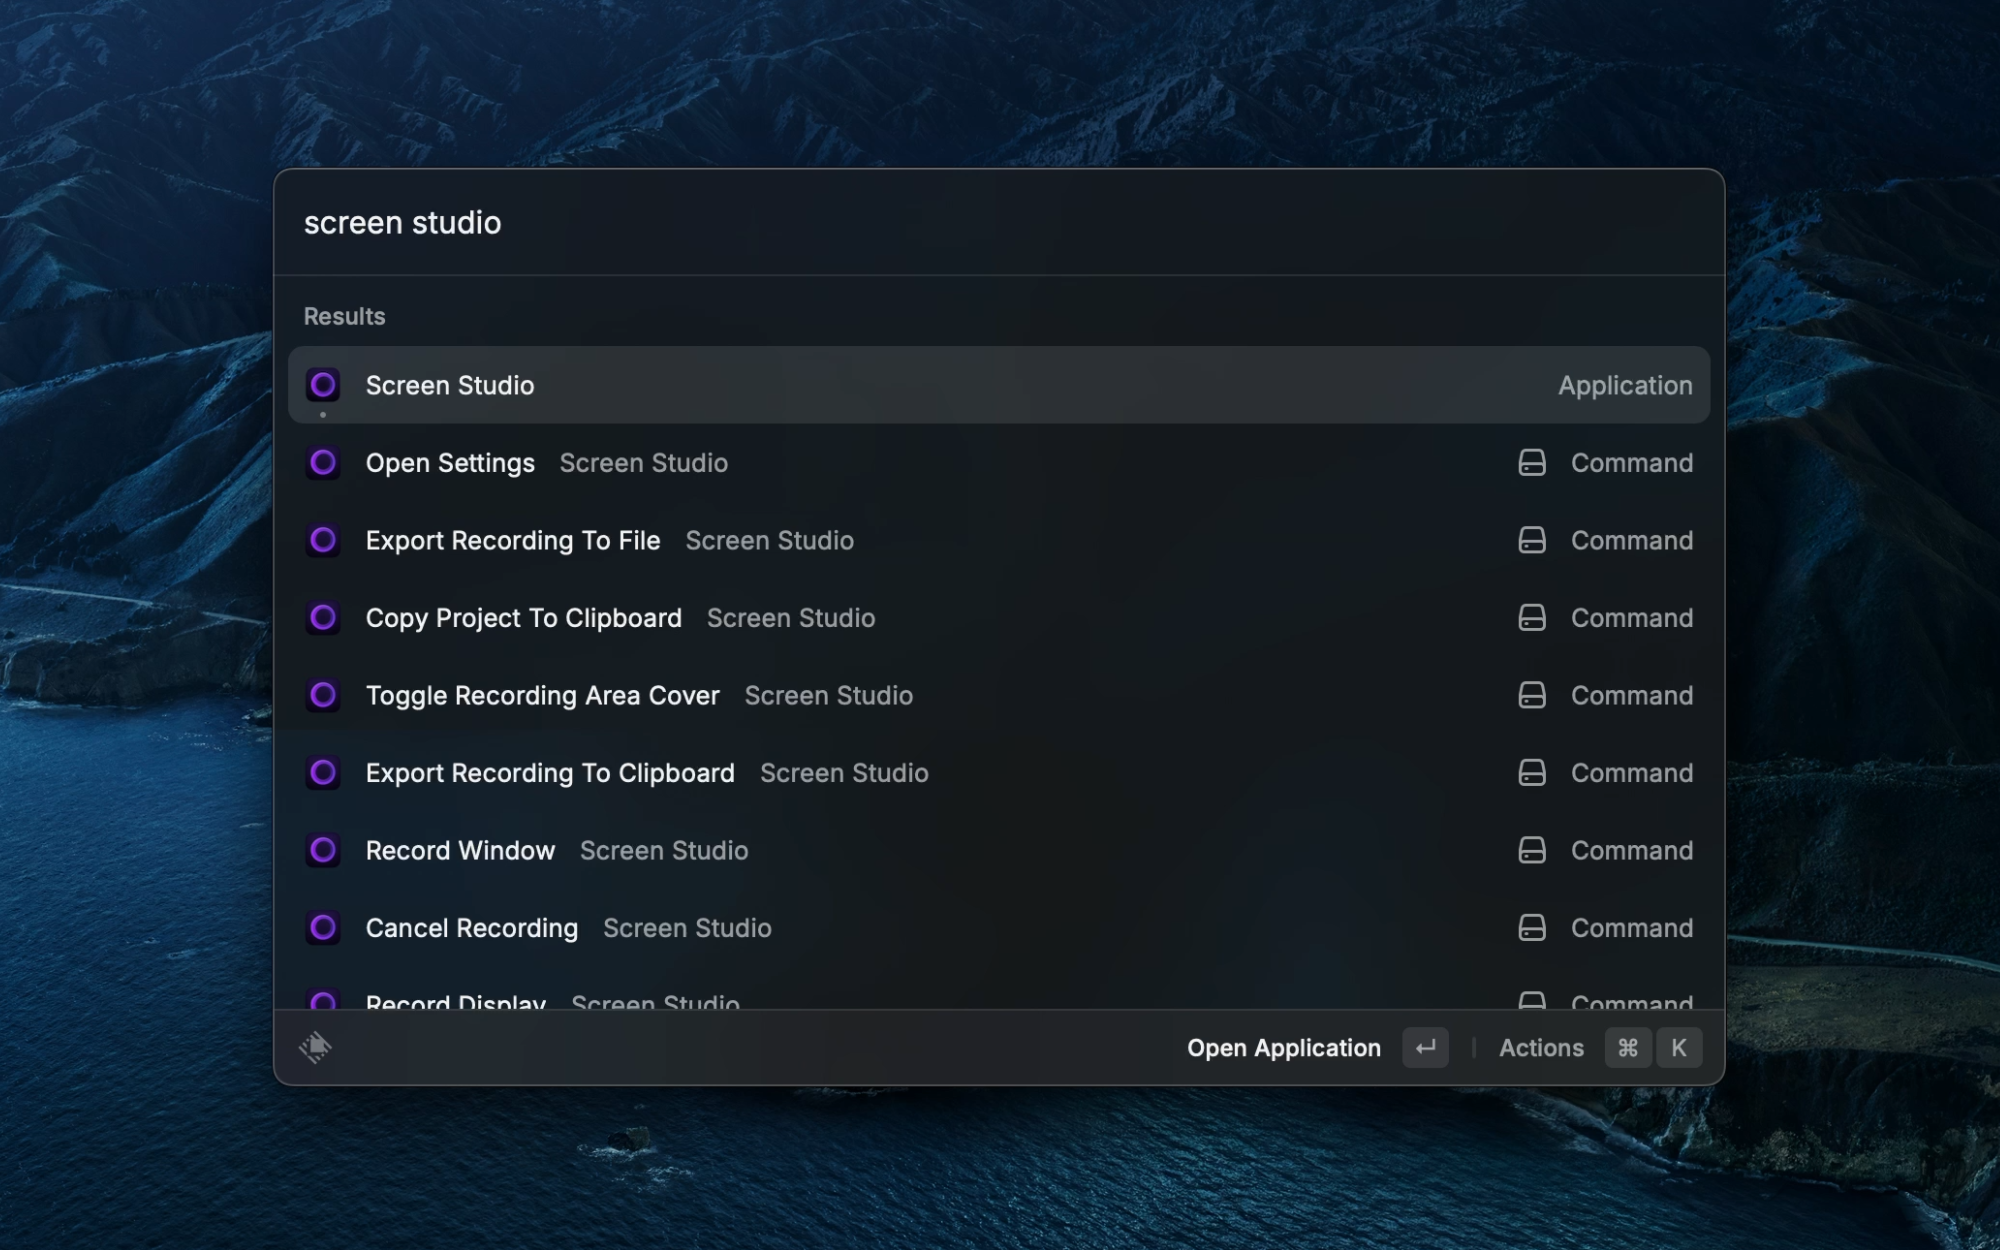 screen studio
Results
Screen Studio Application
Open Settings Screen Studio Command
Export Recording To File Screen Studio Command
Copy Project To Clipboard Screen Studio Command
Toggle Recording Area Cover Screen Studio Command
Export Recording To Clipboard Screen Studio Command
Record Window Screen Studio Command
Cancel Recording Screen Studio Command
Record Display Screen Studio Command
Open Application ↵ Actions ⌘ K